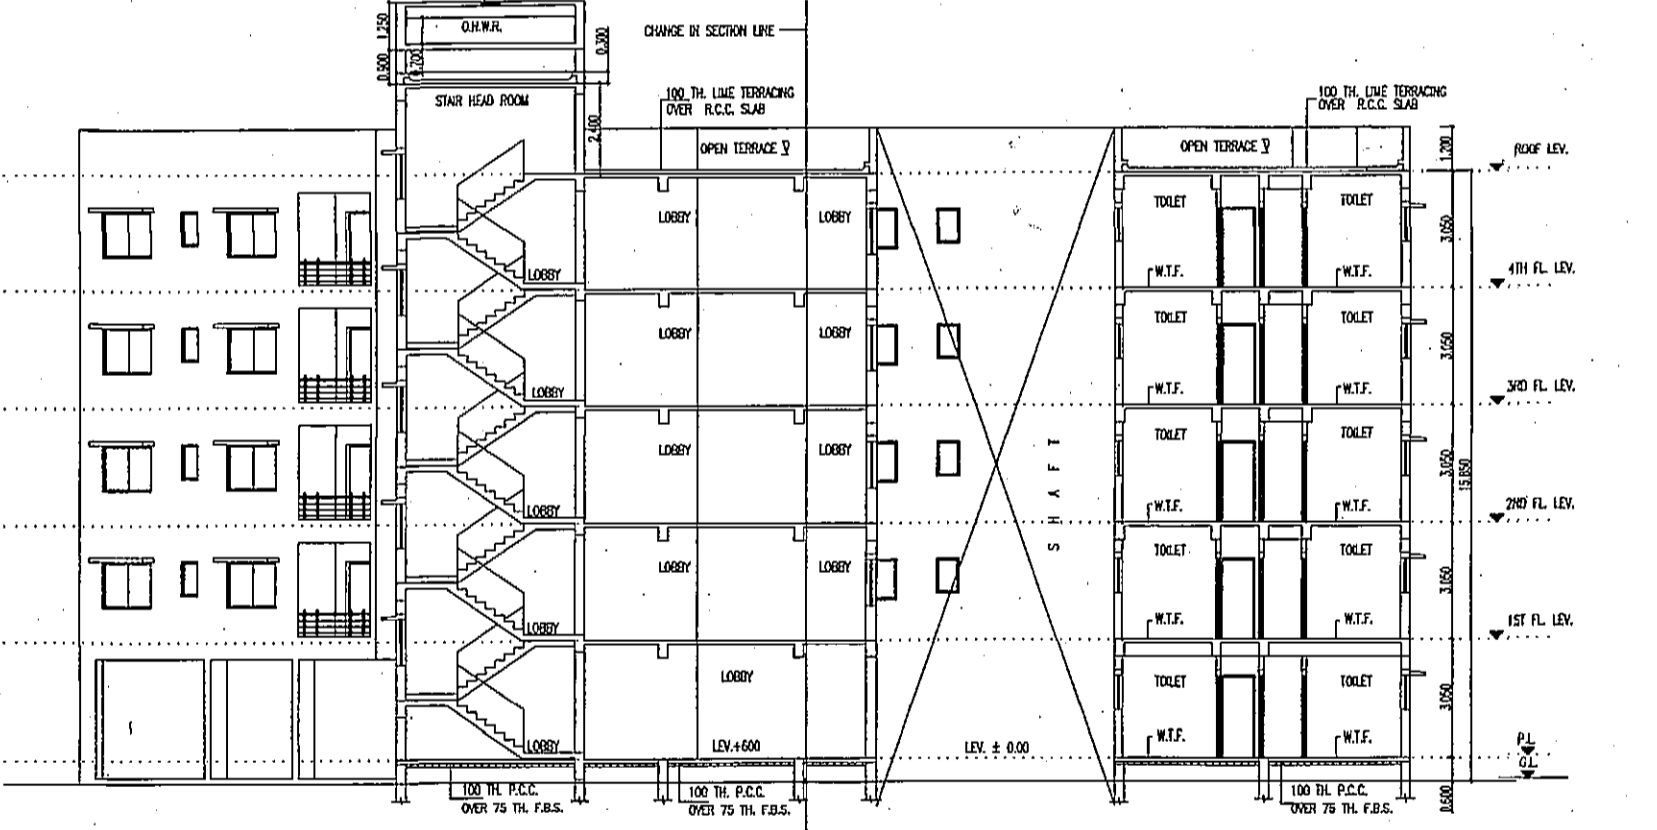 1.250
O.H.W.R.
CHANGE IN SECTION LINE
0.300
0.900
0.700
STAIR HEAD ROOM
100 TH. LIME TERRACING
OVER R.C.C. SLAB
100 TH. LIME TERRACING
OVER R.C.C. SLAB
2.400
OPEN TERRACE
OPEN TERRACE
1.200
ROOF LEV.
LOBBY
LOBBY
TOILET
TOILET
3.050
LOBBY
W.T.F.
W.T.F.
4TH FL. LEV.
LOBBY
LOBBY
TOILET
TOILET
3.050
LOBBY
W.T.F.
W.T.F.
3RD FL. LEV.
LOBBY
LOBBY
TOILET
TOILET
3.050
15.850
SHAFT
LOBBY
W.T.F.
W.T.F.
2ND FL. LEV.
LOBBY
LOBBY
TOILET
TOILET
3.050
LOBBY
W.T.F.
W.T.F.
1ST FL. LEV.
LOBBY
TOILET
TOILET
3.050
LOBBY
LEV.+600
LEV. ± 0.00
W.T.F.
W.T.F.
P.L.
G.L.
0.600
100 TH. P.C.C.
OVER 75 TH. F.B.S.
100 TH. P.C.C.
OVER 75 TH. F.B.S.
100 TH. P.C.C.
OVER 75 TH. F.B.S.